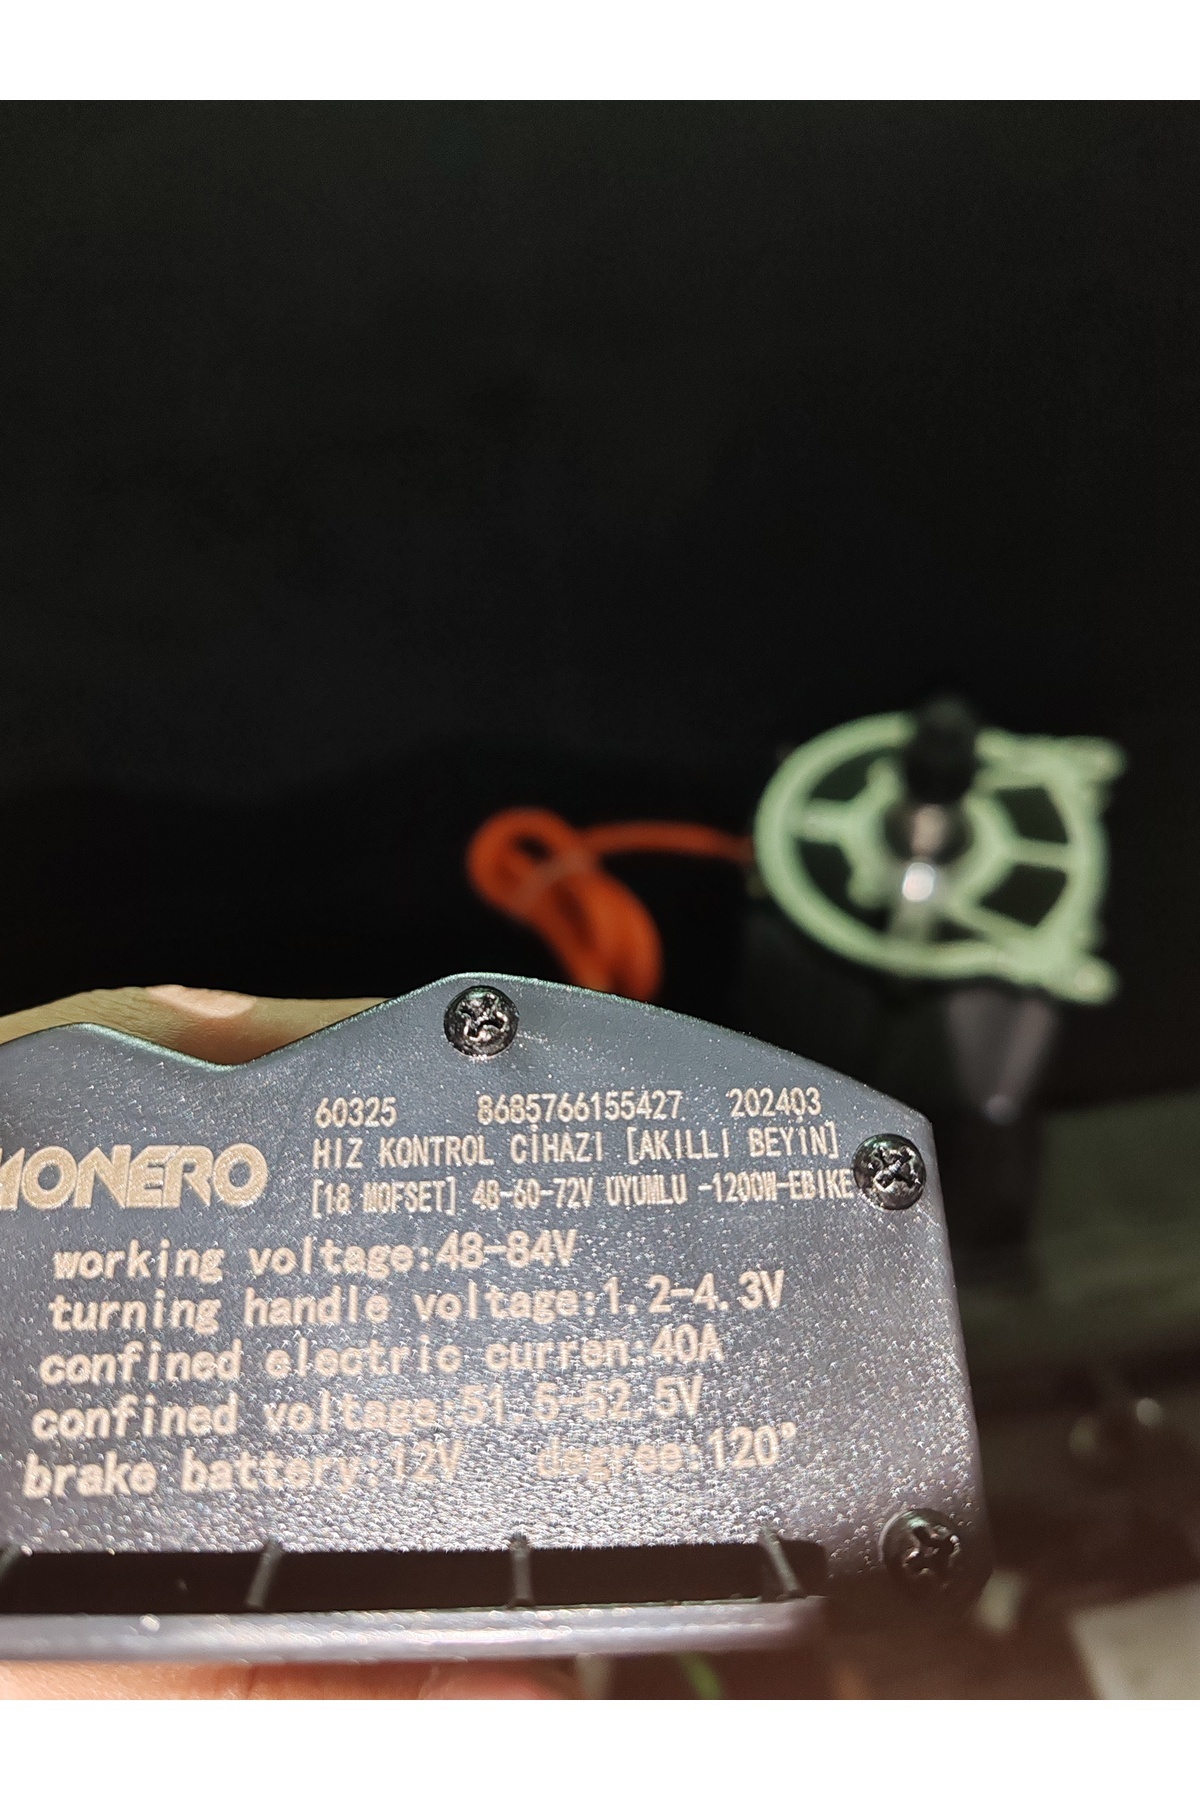 60325 8685766155427 202403
MONERO
HIZ KONTROL CİHAZI [AKILLI BEYİN]
[18 MOFSET] 48-60-72V UYUMLU -1200W-EBIKE
working voltage:48-84V
turning handle voltage:1.2-4.3V
confined electric curren:40A
confined voltage:51.5-52.5V
brake battery:12V degree:120°